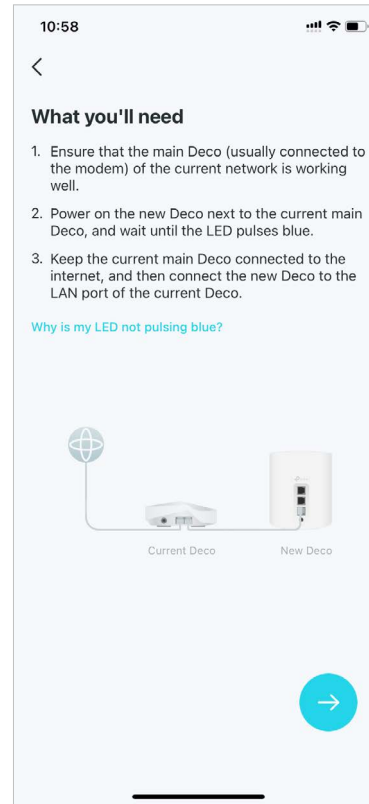 10:58
What you'll need
1. Ensure that the main Deco (usually connected to
the modem) of the current network is working
well.
2. Power on the new Deco next to the current main
Deco, and wait until the LED pulses blue.
3. Keep the current main Deco connected to the
internet, and then connect the new Deco to the
LAN port of the current Deco.
Why is my LED not pulsing blue?
Current Deco
New Deco